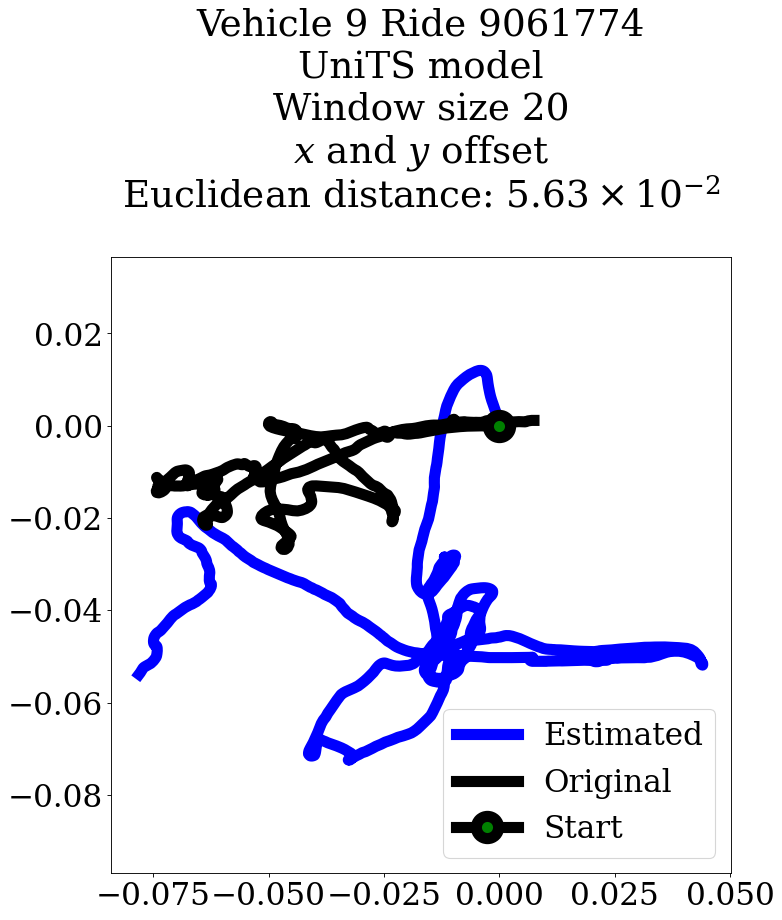 Vehicle 9 Ride 9061774
UniTS model
Window size 20
x and y offset
Euclidean distance: 5.63 × 10⁻²
0.02
0.00
−0.02
−0.04
−0.06
−0.08
Estimated
Original
Start
−0.075 −0.050 −0.025 0.000 0.025 0.050